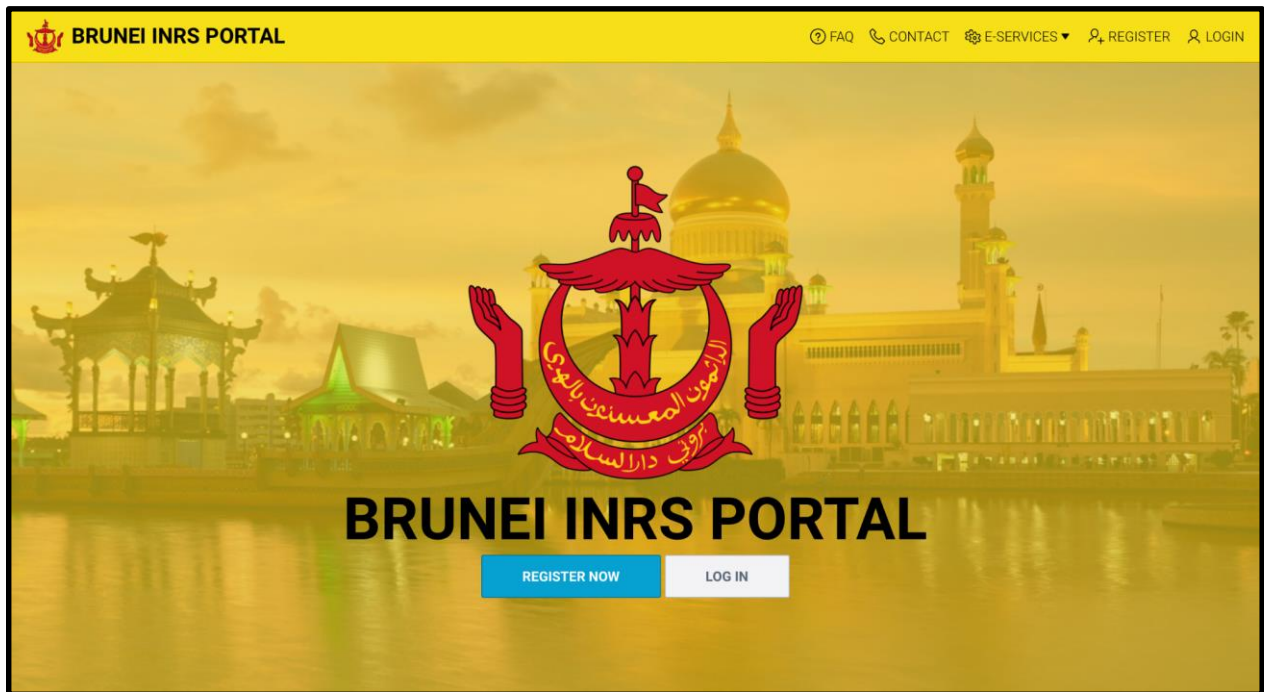 BRUNEI INRS PORTAL
FAQ CONTACT E-SERVICES REGISTER LOGIN
الدائمون المحسنون بالهدى
بروني دارالسلام
BRUNEI INRS PORTAL
REGISTER NOW LOG IN